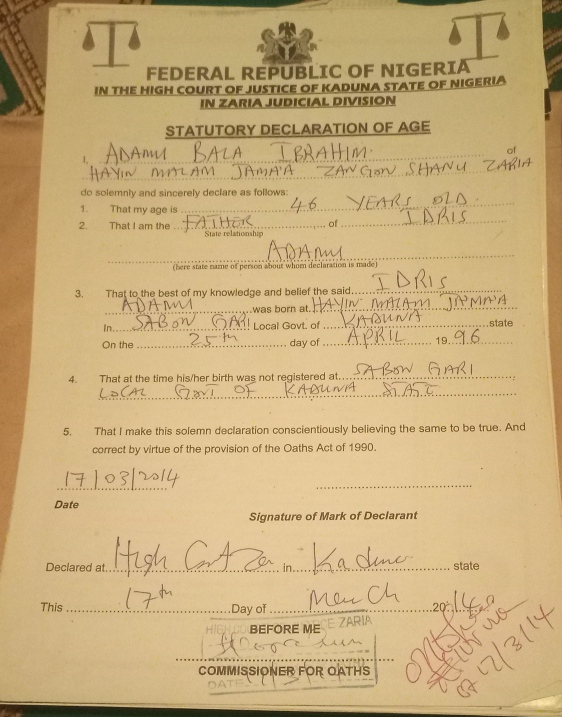 FEDERAL REPUBLIC OF NIGERIA
IN THE HIGH COURT OF JUSTICE OF KADUNA STATE OF NIGERIA
IN ZARIA JUDICIAL DIVISION
STATUTORY DECLARATION OF AGE
I, ADAMU BALA IBRAHIM of
HAYIN MALAM JAMA'A ZANGON SHANU ZARIA
do solemnly and sincerely declare as follows:
1. That my age is 46 YEARS OLD.
2. That I am the FATHER of IDRIS
State relationship
ADAMU
(here state name of person about whom declaration is made)
3. That to the best of my knowledge and belief the said IDRIS
ADAMU was born at HAYIN MALAM JAMA'A
In SABON GARI Local Govt. of KADUNA state
On the 25th day of APRIL 19 96
4. That at the time his/her birth was not registered at SABON GARI
LOCAL GOVT OF KADUNA STATE
5. That I make this solemn declaration conscientiously believing the same to be true. And
correct by virtue of the provision of the Oaths Act of 1990.
17/03/2014
Date
Signature of Mark of Declarant
Declared at High in Kaduna state
This 17th Day of March 2014
ZARIA
BEFORE ME
COMMISSIONER FOR OATHS
DATE
17/3/14